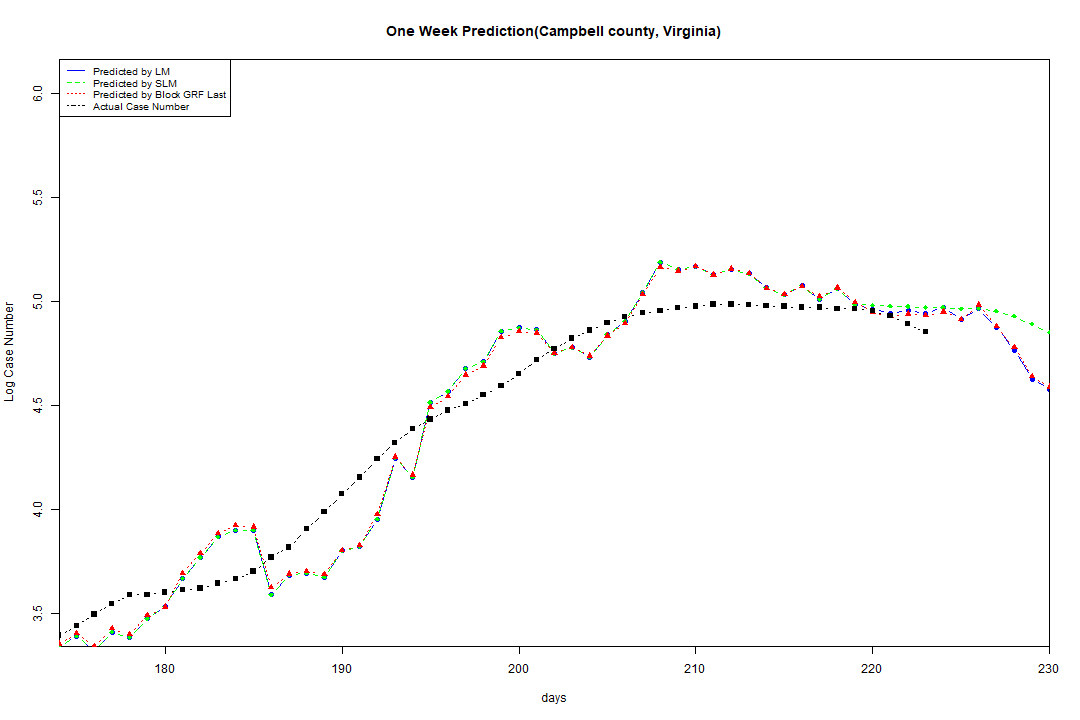 One Week Prediction(Campbell county, Virginia)
Predicted by LM
Predicted by SLM
Predicted by Block GRF Last
Actual Case Number
6.0
5.5
5.0
4.5
4.0
3.5
Log Case Number
180 190 200 210 220 230
days